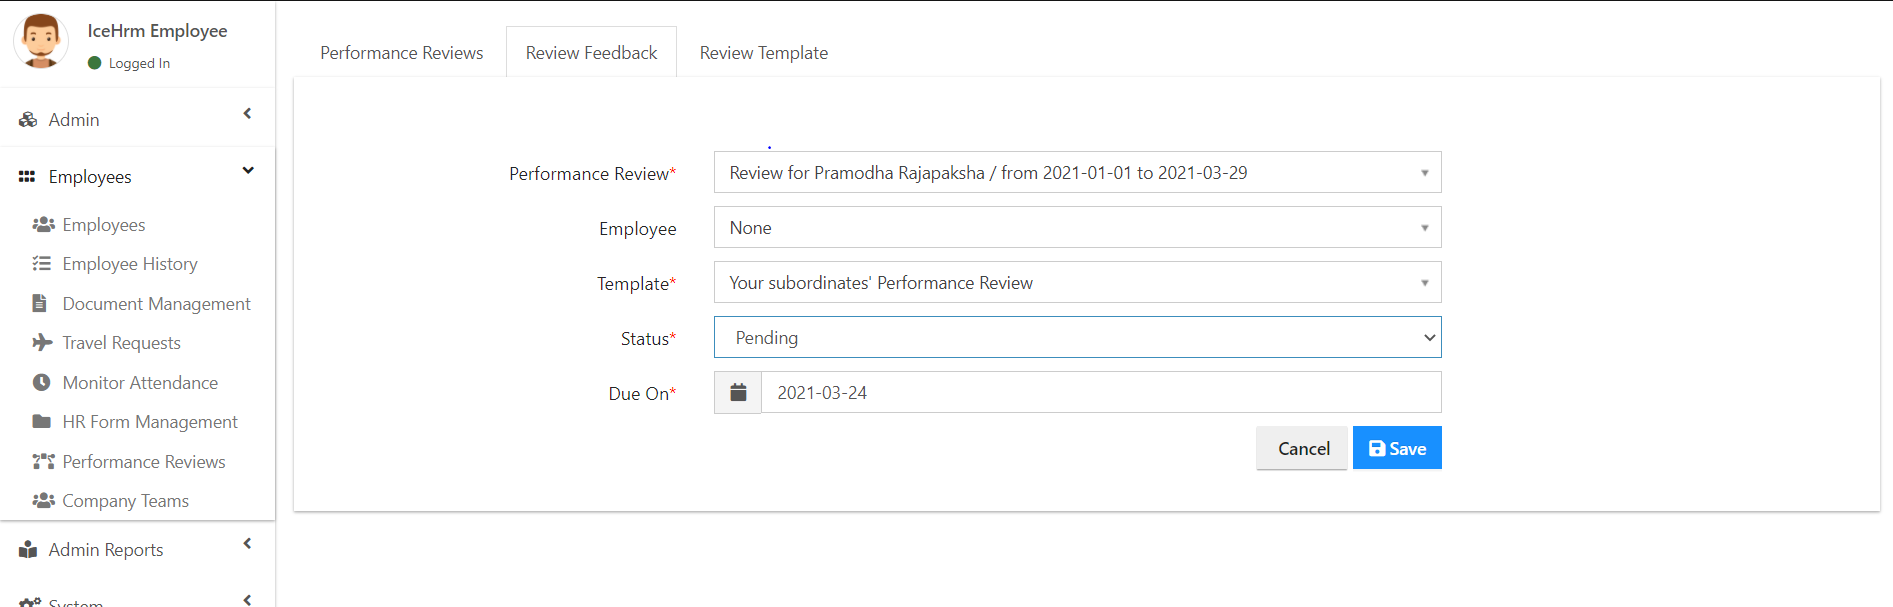 IceHrm Employee
Logged In
Admin
Employees
Employees
Employee History
Document Management
Travel Requests
Monitor Attendance
HR Form Management
Performance Reviews
Company Teams
Admin Reports
System
Performance Reviews Review Feedback Review Template
Performance Review* Review for Pramodha Rajapaksha / from 2021-01-01 to 2021-03-29
Employee None
Template* Your subordinates' Performance Review
Status* Pending
Due On* 2021-03-24
Cancel Save